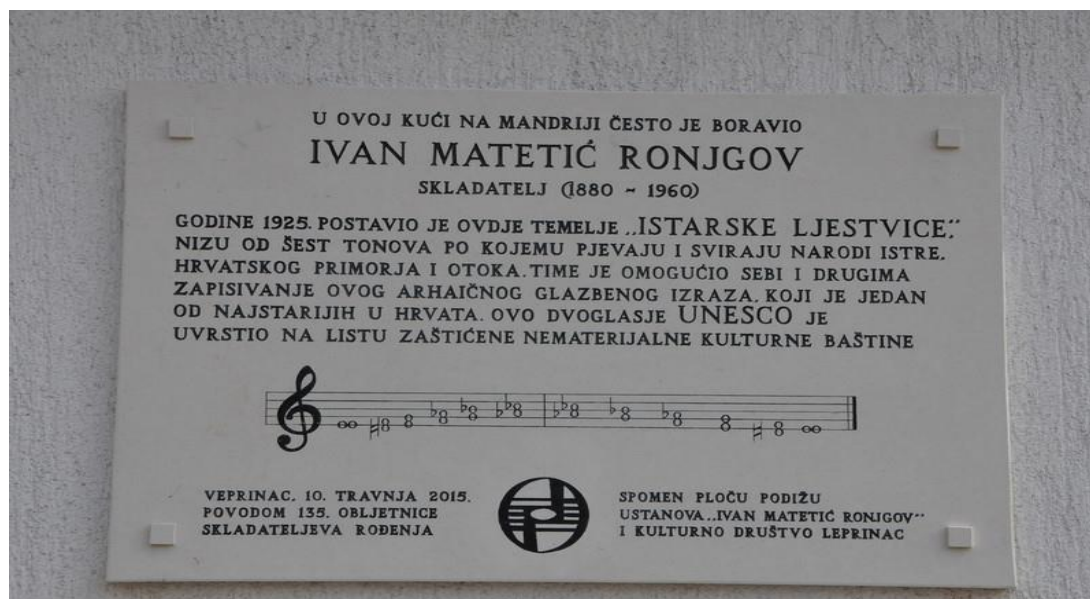 U OVOJ KUĆI NA MANDRIJI ČESTO JE BORAVIO
IVAN MATETIĆ RONJGOV
SKLADATELJ (1880 ~ 1960)
GODINE 1925. POSTAVIO JE OVDJE TEMELJE „ISTARSKE LJESTVICE,“
NIZU OD ŠEST TONOVA PO KOJEMU PJEVAJU I SVIRAJU NARODI ISTRE,
HRVATSKOG PRIMORJA I OTOKA. TIME JE OMOGUĆIO SEBI I DRUGIMA
ZAPISIVANJE OVOG ARHAIČNOG GLAZBENOG IZRAZA, KOJI JE JEDAN
OD NAJSTARIJIH U HRVATA. OVO DVOGLASJE UNESCO JE
UVRSTIO NA LISTU ZAŠTIĆENE NEMATERIJALNE KULTURNE BAŠTINE
VEPRINAC, 10. TRAVNJA 2015.
POVODOM 135. OBLJETNICE
SKLADATELJEVA ROĐENJA
SPOMEN PLOČU PODIŽU
USTANOVA „IVAN MATETIĆ RONJGOV“
I KULTURNO DRUŠTVO LEPRINAC